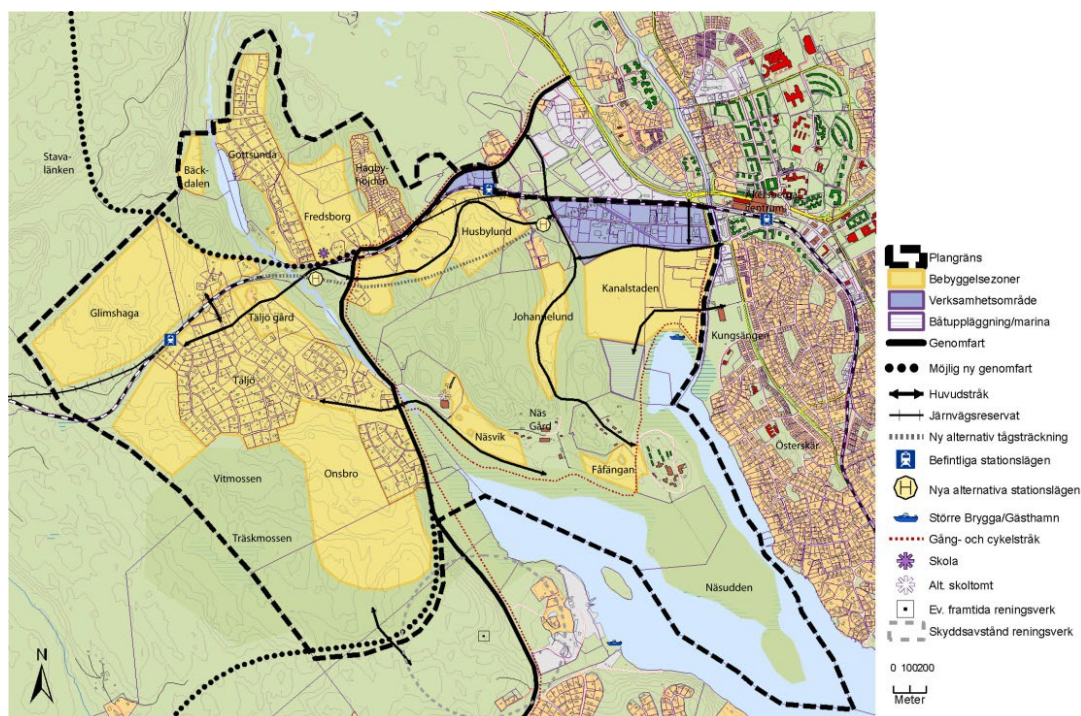 Stava-
länken
Bäck-
dalen
Gottsunda
Hagby-
höjden
Fredsborg
Husbylund
Åkersberga
centrum
Glimshaga
Täljö gård
Johannelund
Kanalstaden
Kungsängen
Täljö
Näs
Gård
Näsvik
Fåfängan
Österskär
Vitmossen
Onsbro
Träskmossen
Näsudden
H
H
N
Plangräns
Bebyggelsezoner
Verksamhetsområde
Båtuppläggning/marina
Genomfart
Möjlig ny genomfart
Huvudstråk
Järnvägsreservat
Ny alternativ tågsträckning
Befintliga stationslägen
H
Nya alternativa stationslägen
Större Brygga/Gästhamn
Gång- och cykelstråk
Skola
Alt. skoltomt
Ev. framtida reningsverk
Skyddsavstånd reningsverk
0 100200
Meter